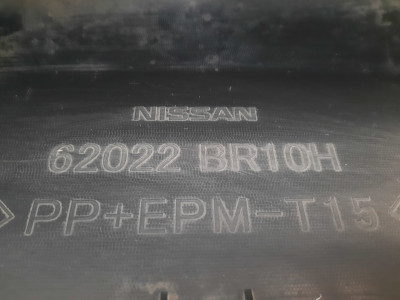 NISSAN
62022 BR10H
>PP+EPM-T15<